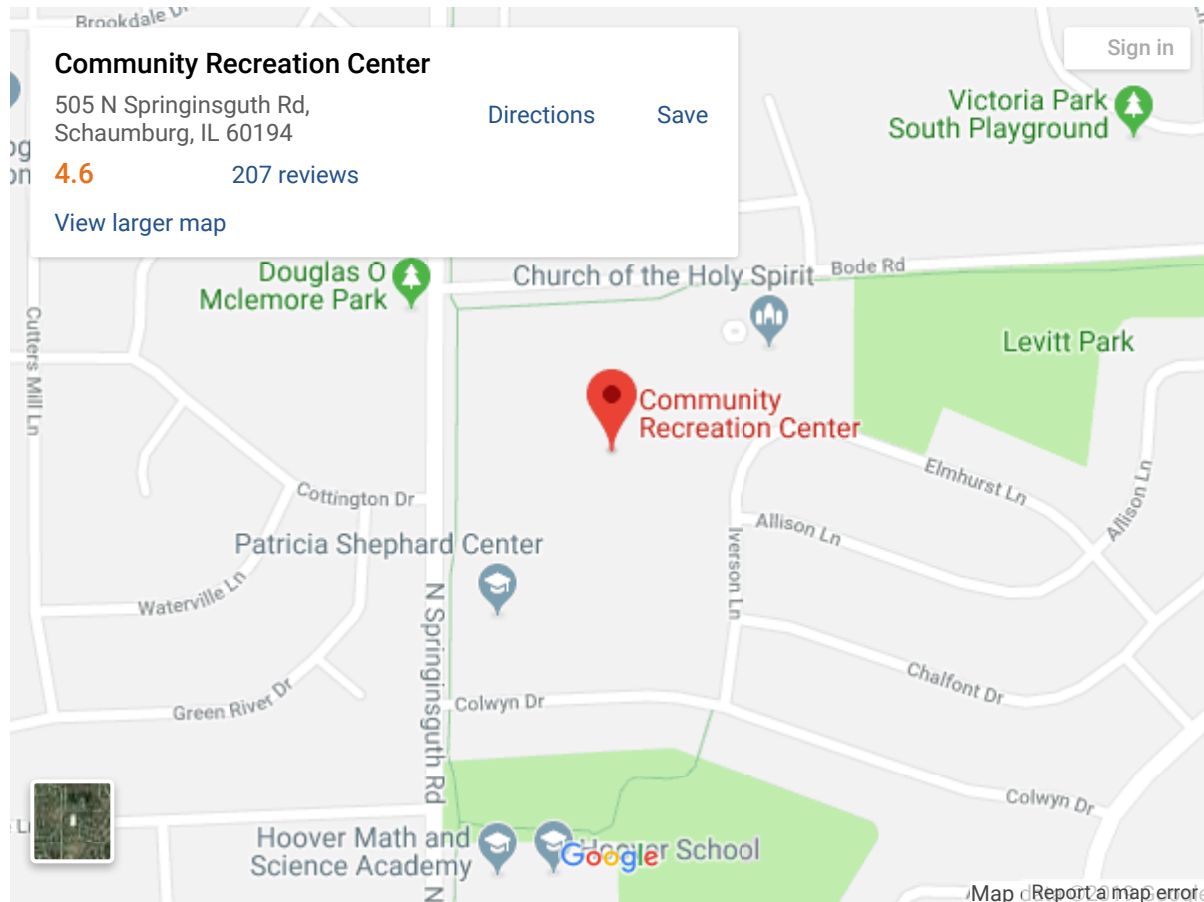 Brookdale Dr
Community Recreation Center
Sign in
505 N Springinsguth Rd,
Schaumburg, IL 60194
Directions
Save
4.6
207 reviews
View larger map
Victoria Park
South Playground
Douglas O
Mclemore Park
Church of the Holy Spirit
Bode Rd
Levitt Park
Cutters Mill Ln
Community
Recreation Center
Elmhurst Ln
Allison Ln
Cottington Dr
Allison Ln
Patricia Shephard Center
Iverson Ln
Waterville Ln
N Springinsguth Rd
Chalfont Dr
Green River Dr
Colwyn Dr
Colwyn Dr
Hoover Math and
Science Academy
Hoover School
Google
N
Map
Report a map error